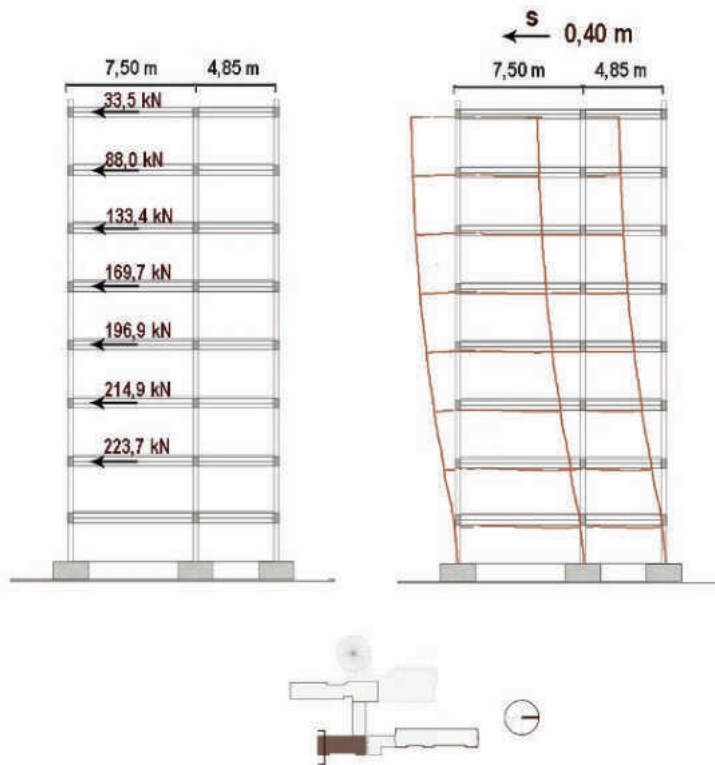 s
0,40 m
7,50 m 4,85 m
7,50 m 4,85 m
33,5 kN
88,0 kN
133,4 kN
169,7 kN
196,9 kN
214,9 kN
223,7 kN